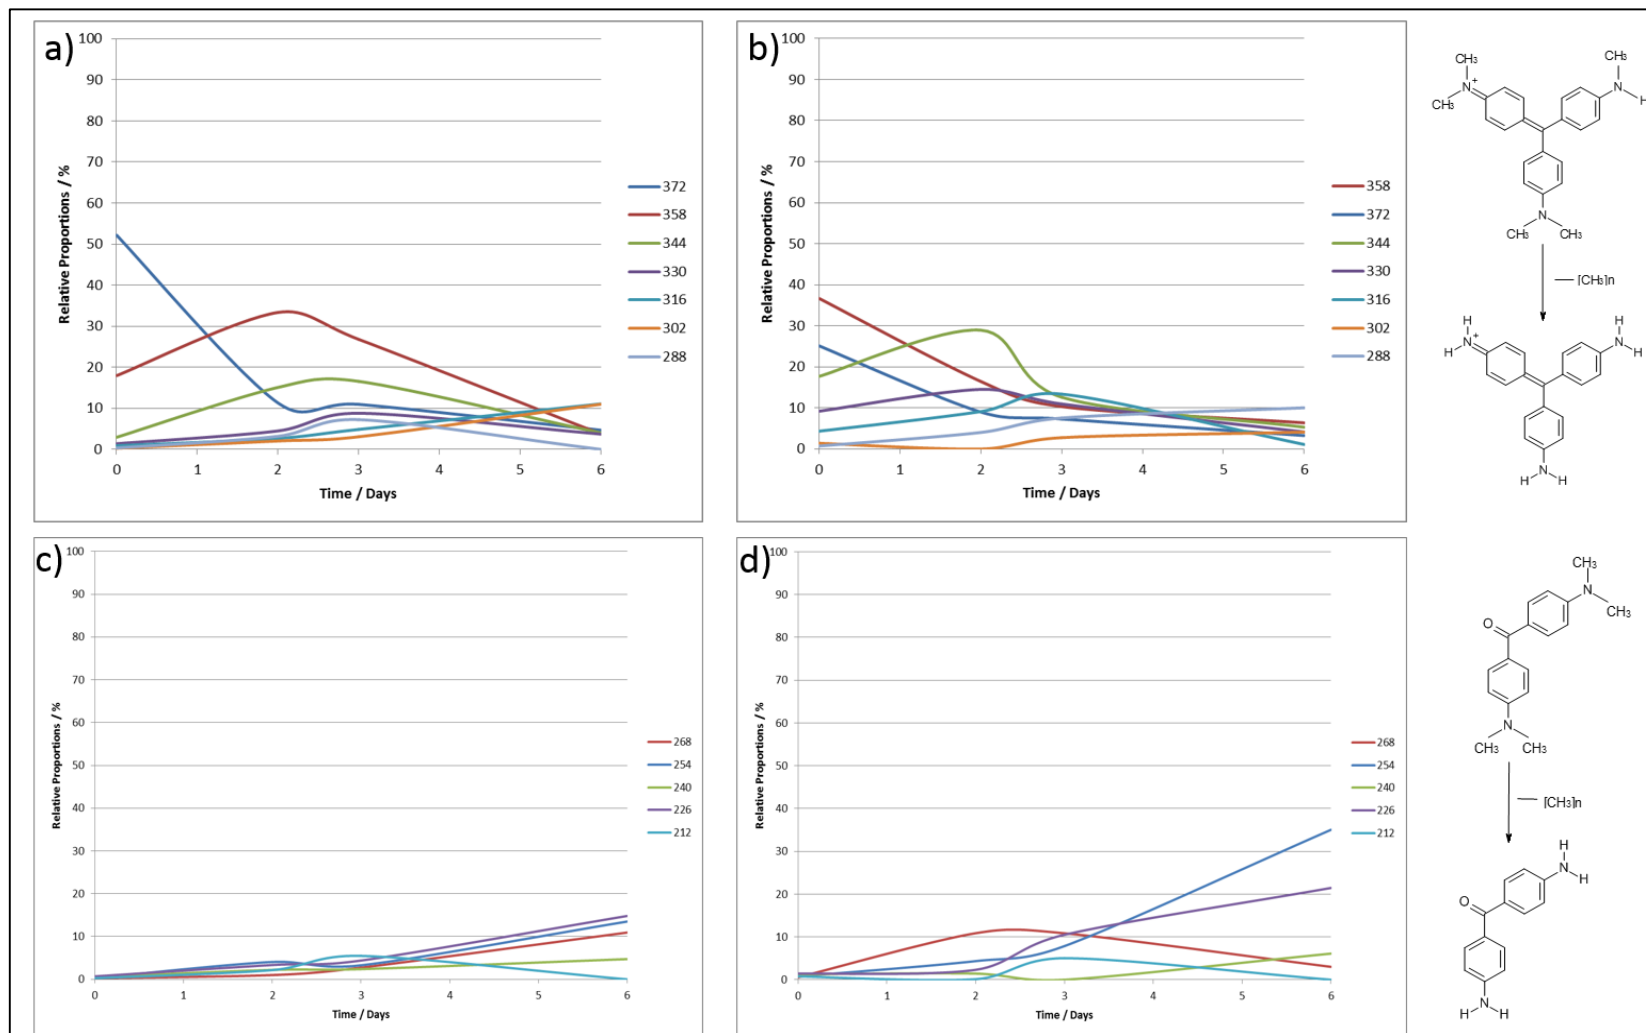 a)
100
90
80
70
60
50
40
30
20
10
0
Relative Proportions / %
0 1 2 3 4 5 6
Time / Days
372
358
344
330
316
302
288
b)
100
90
80
70
60
50
40
30
20
10
0
Relative Proportions / %
0 1 2 3 4 5 6
Time / Days
358
372
344
330
316
302
288
CH3 CH3
N+ N
CH3 H
N
CH3 CH3
—[CH3]n
H H
H N+ N H
N
H H
c)
100
90
80
70
60
50
40
30
20
10
0
Relative Proportions / %
0 1 2 3 4 5 6
Time / Days
268
254
240
226
212
d)
100
90
80
70
60
50
40
30
20
10
0
Relative Proportions / %
0 1 2 3 4 5 6
Time / Days
268
254
240
226
212
CH3
N
CH3
O
N
CH3 CH3
—[CH3]n
H
N
H
O
N
H H